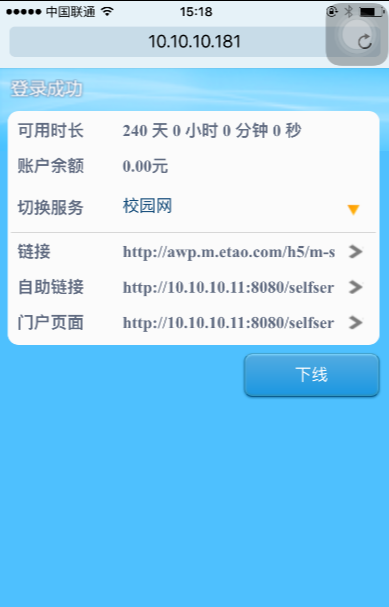 中国联通 15:18
10.10.10.181
登录成功
可用时长 240 天 0 小时 0 分钟 0 秒
账户余额 0.00元
切换服务 校园网
链接 http://awp.m.etao.com/h5/m-s
自助链接 http://10.10.10.11:8080/selfser
门户页面 http://10.10.10.11:8080/selfser
下线